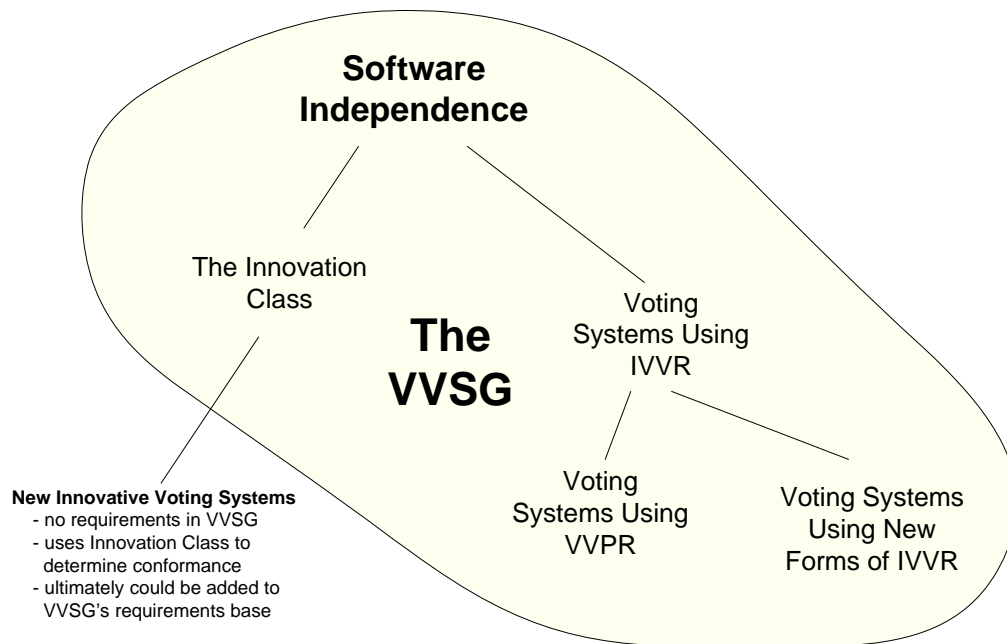 Software
Independence
The Innovation
Class
Voting
Systems Using
IVVR
The
VVSG
New Innovative Voting Systems
- no requirements in VVSG
- uses Innovation Class to
determine conformance
- ultimately could be added to
VVSG's requirements base
Voting
Systems Using
VVPR
Voting Systems
Using New
Forms of IVVR